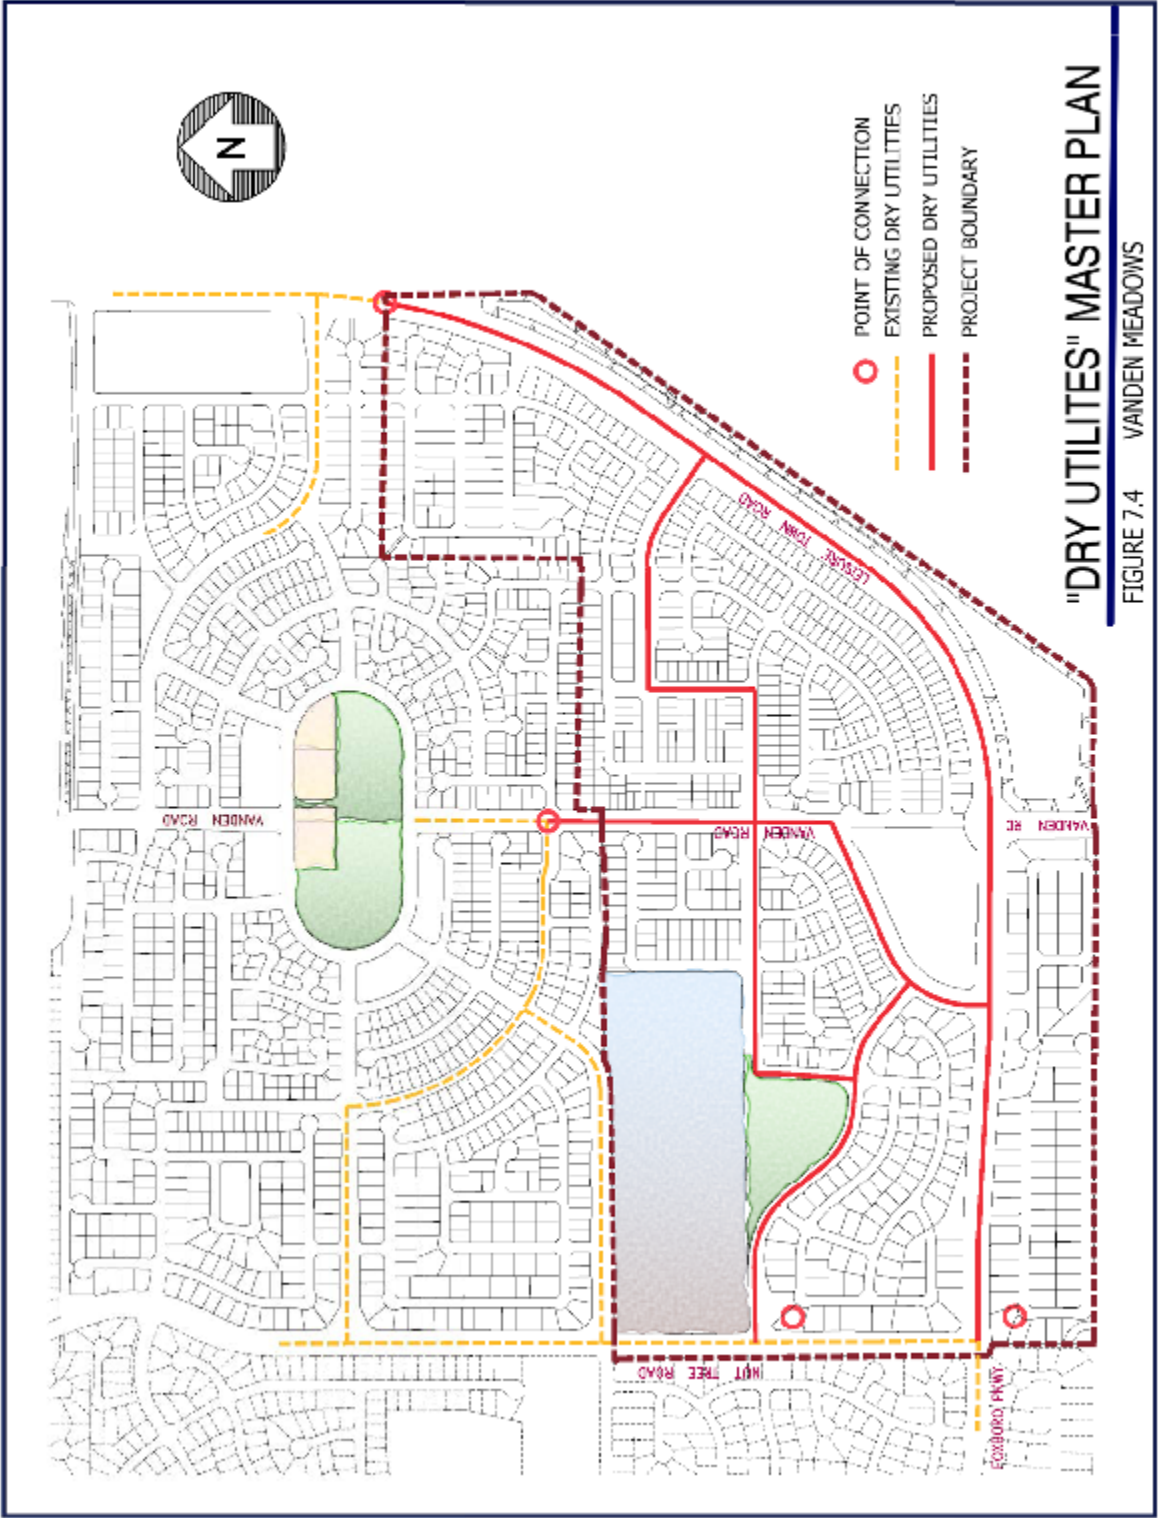 N
POINT OF CONNECTION
EXISTING DRY UTILITIES
PROPOSED DRY UTILITIES
PROJECT BOUNDARY
"DRY UTILITES" MASTER PLAN
FIGURE 7.4 VANDEN MEADOWS
LEISURE TOWN ROAD
VANDEN ROAD
VANDEN ROAD
VANDEN RD
NUT TREE ROAD
FOXBORO PKWY